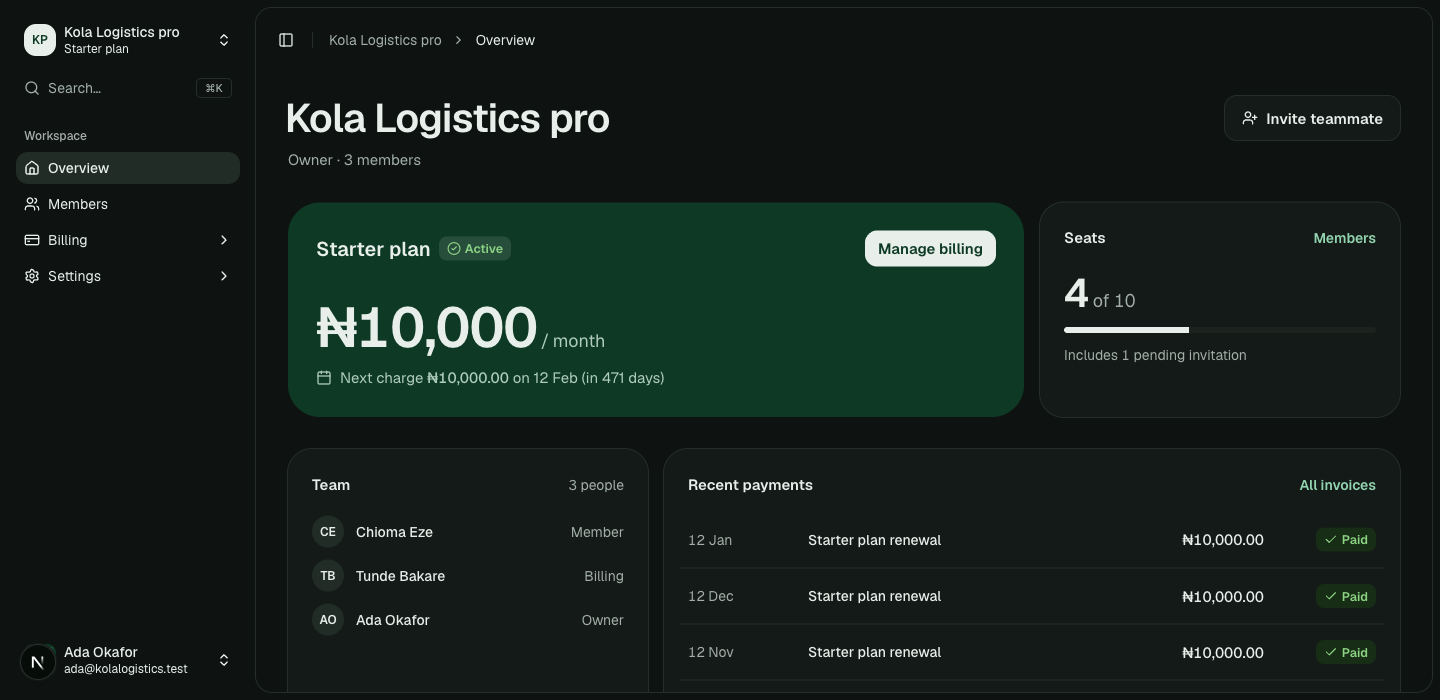 KP
Kola Logistics pro
Starter plan
Search...
⌘K
Workspace
Overview
Members
Billing
Settings
N
Ada Okafor
ada@kolalogistics.test
Kola Logistics pro
Overview
Kola Logistics pro
Owner · 3 members
Invite teammate
Starter plan
Active
Manage billing
₦10,000 / month
Next charge ₦10,000.00 on 12 Feb (in 471 days)
Seats
Members
4 of 10
Includes 1 pending invitation
Team
3 people
CE Chioma Eze Member
TB Tunde Bakare Billing
AO Ada Okafor Owner
Recent payments
All invoices
12 Jan Starter plan renewal ₦10,000.00 Paid
12 Dec Starter plan renewal ₦10,000.00 Paid
12 Nov Starter plan renewal ₦10,000.00 Paid